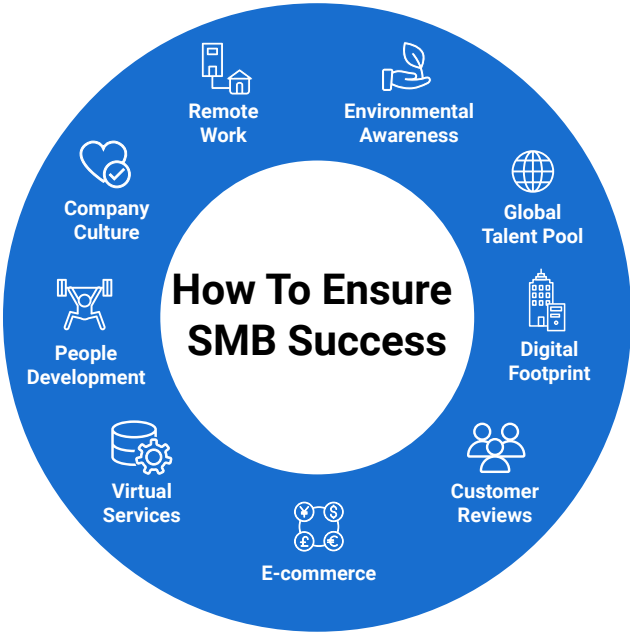 How To Ensure
SMB Success
Remote
Work
Environmental
Awareness
Global
Talent Pool
Digital
Footprint
Customer
Reviews
¥ $
£ €
E-commerce
Virtual
Services
People
Development
Company
Culture